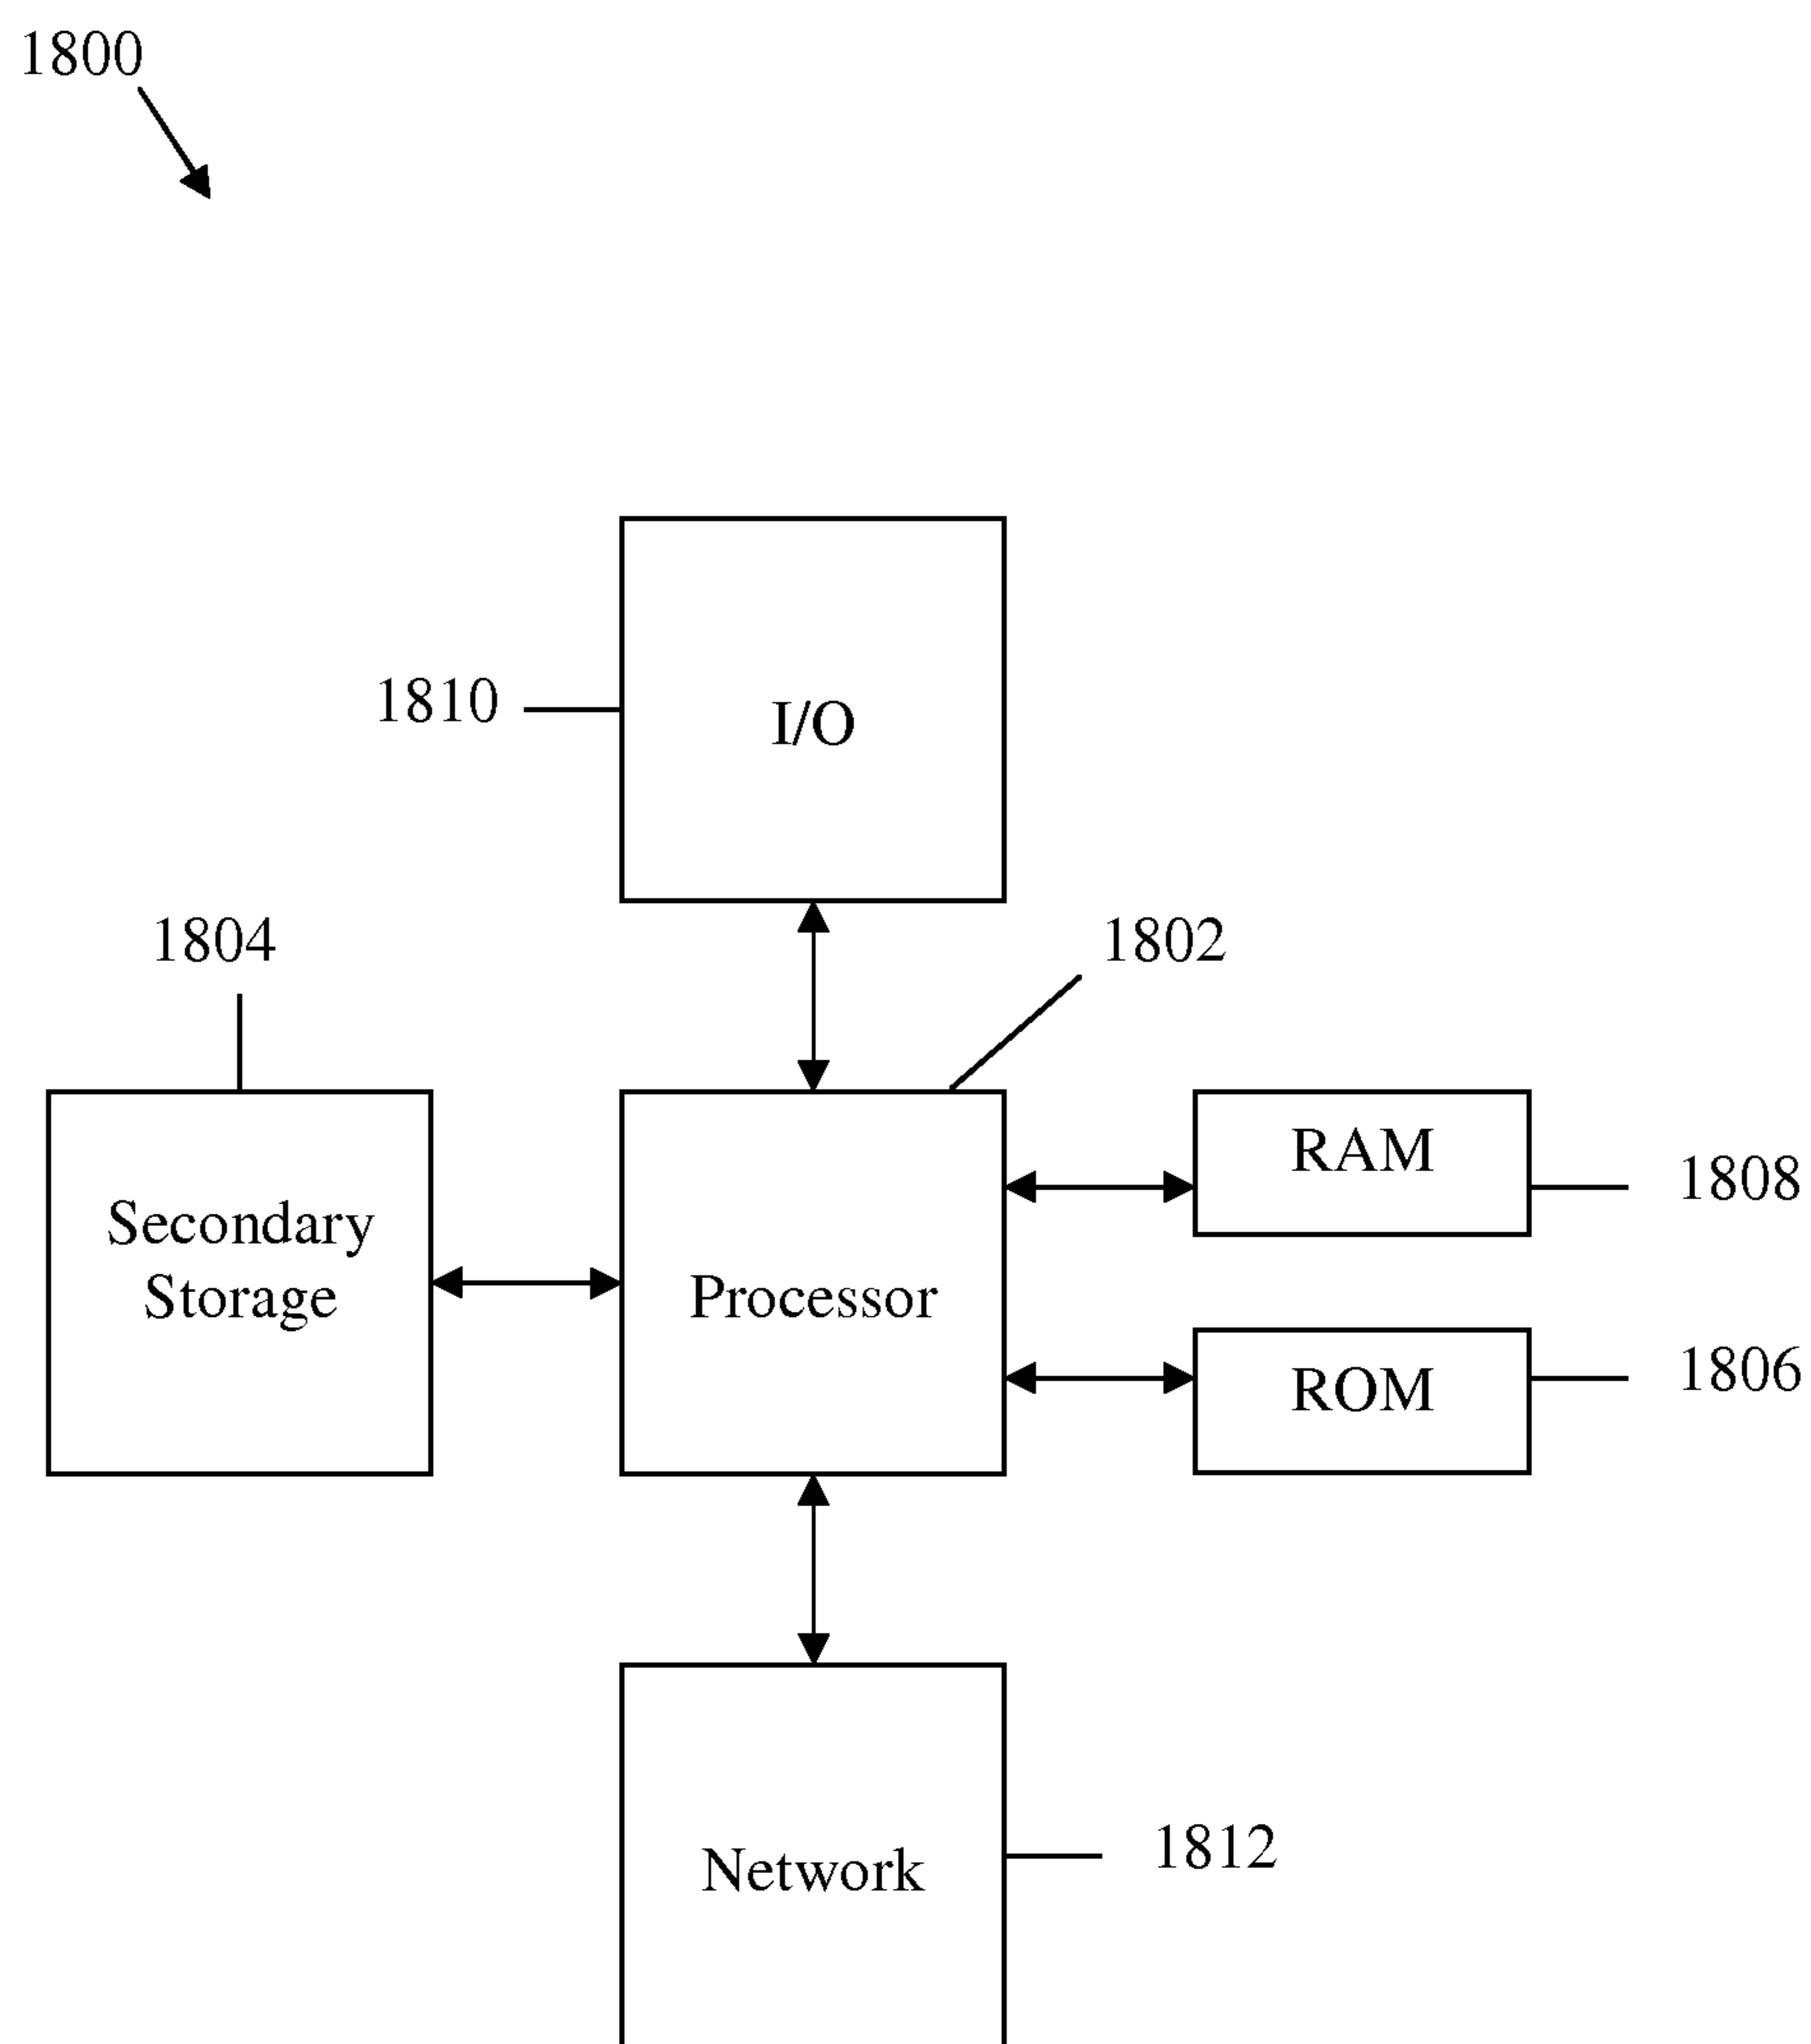 1800
1810
I/O
1804
1802
RAM
1808
Secondary
Storage
Processor
1806
ROM
1812
Network